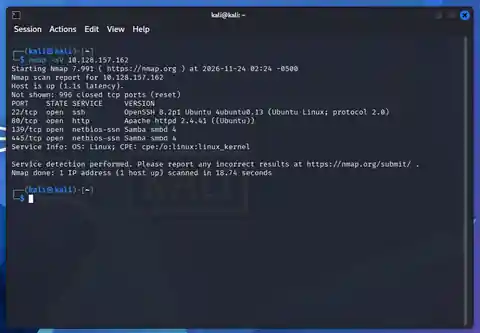 kali@kali: ~
Session Actions Edit View Help
┌──(kali㉿kali)-[~]
└─$ nmap -sV 10.128.157.162
Starting Nmap 7.991 ( https://nmap.org ) at 2026-11-24 02:24 -0500
Nmap scan report for 10.128.157.162
Host is up (1.1s latency).
Not shown: 996 closed tcp ports (reset)
PORT STATE SERVICE VERSION
22/tcp open ssh OpenSSH 8.2p1 Ubuntu 4ubuntu0.13 (Ubuntu Linux; protocol 2.0)
80/tcp open http Apache httpd 2.4.41 ((Ubuntu))
139/tcp open netbios-ssn Samba smbd 4
445/tcp open netbios-ssn Samba smbd 4
Service Info: OS: Linux; CPE: cpe:/o:linux:linux_kernel
Service detection performed. Please report any incorrect results at https://nmap.org/submit/ .
Nmap done: 1 IP address (1 host up) scanned in 18.74 seconds
┌──(kali㉿kali)-[~]
└─$